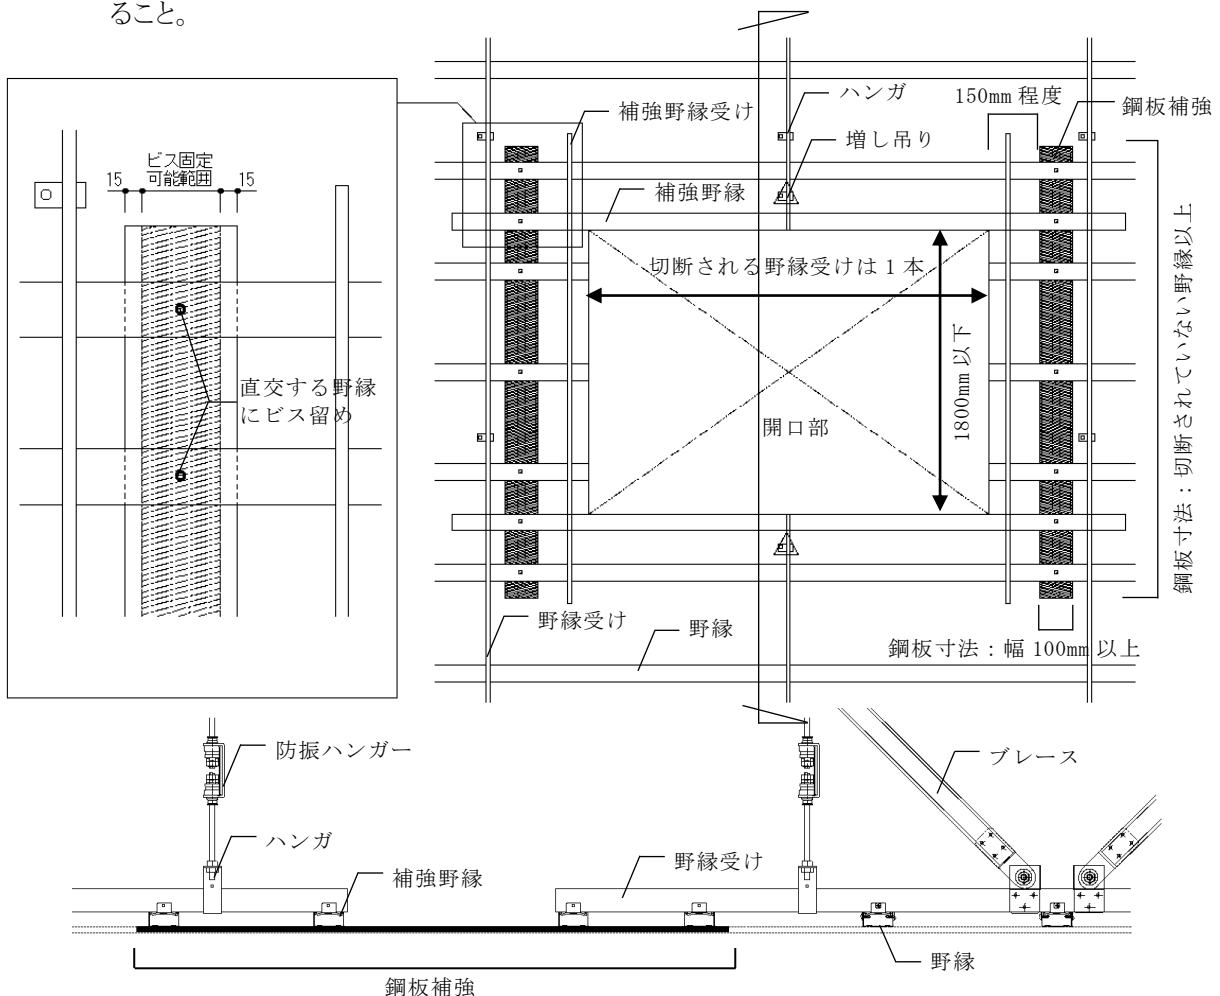 ること。
ハンガ
150mm 程度
補強野縁受け
鋼板補強
増し吊り
ビス固定
可能範囲
15
15
補強野縁
切断される野縁受けは１本
直交する野縁
にビス留め
1800mm 以下
開口部
鋼板寸法：切断されていない野縁以上
野縁受け
野縁
鋼板寸法：幅 100mm 以上
防振ハンガー
ブレース
ハンガ
野縁受け
補強野縁
野縁
鋼板補強